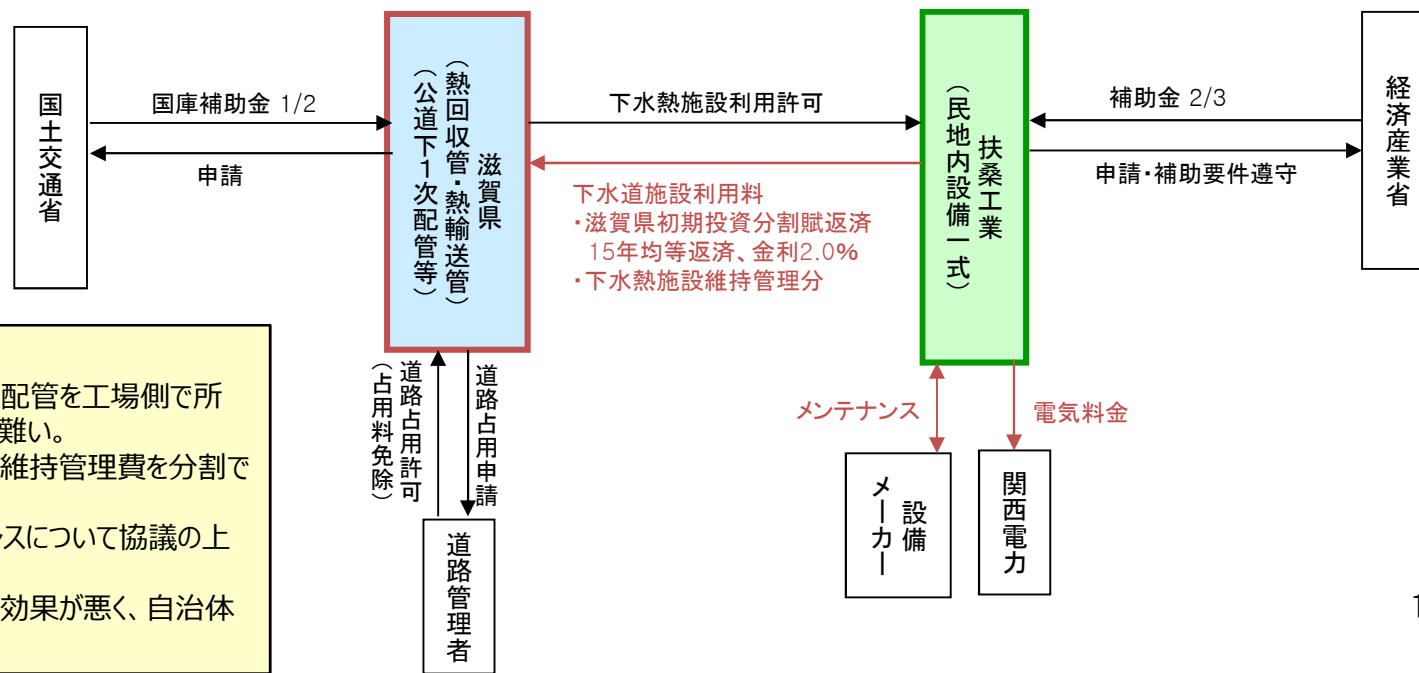 国土交通省
国庫補助金 1/2
申請
滋賀県
（熱回収管・熱輸送管）
（公道下１次配管等）
下水熱施設利用許可
下水道施設利用料
・滋賀県初期投資分割賦返済
15年均等返済、金利2.0%
・下水熱施設維持管理分
扶桑工業
（民地内設備一式）
補助金 2/3
申請・補助要件遵守
経済産業省
道路占用許可
（占用料免除）
道路占用申請
道路管理者
メンテナンス
電気料金
設備
メーカー
関西電力
配管を工場側で所
難い。
維持管理費を分割で
スについて協議の上
効果が悪く、自治体
1